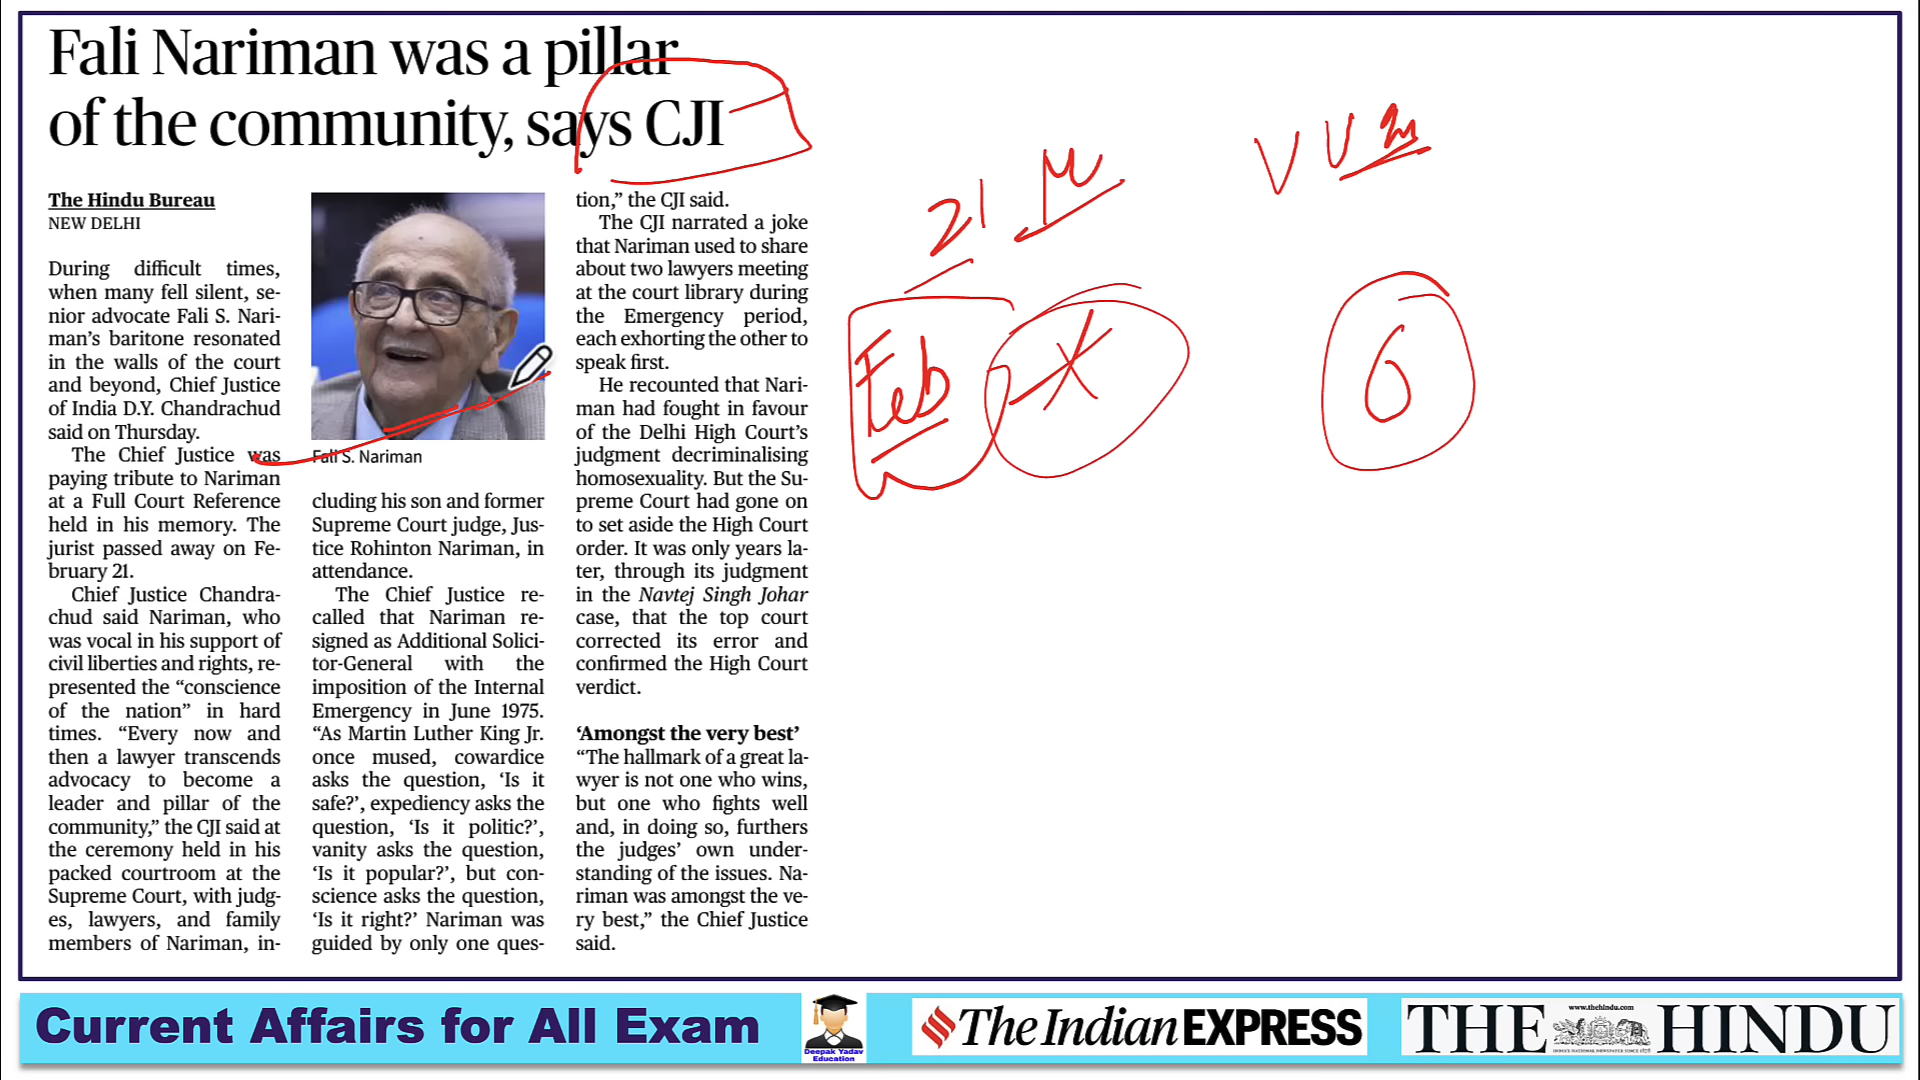 Fali Nariman was a pillar
of the community, says CJI
The Hindu Bureau
NEW DELHI
During difficult times,
when many fell silent, se-
nior advocate Fali S. Nari-
man's baritone resonated
in the walls of the court
and beyond, Chief Justice
of India D.Y. Chandrachud
said on Thursday.
The Chief Justice was
paying tribute to Nariman
at a Full Court Reference
held in his memory. The
jurist passed away on Fe-
bruary 21.
Chief Justice Chandra-
chud said Nariman, who
was vocal in his support of
civil liberties and rights, re-
presented the “conscience
of the nation” in hard
times. “Every now and
then a lawyer transcends
advocacy to become a
leader and pillar of the
community,” the CJI said at
the ceremony held in his
packed courtroom at the
Supreme Court, with judg-
es, lawyers, and family
members of Nariman, in-
Fali S. Nariman
cluding his son and former
Supreme Court judge, Jus-
tice Rohinton Nariman, in
attendance.
The Chief Justice re-
called that Nariman re-
signed as Additional Solici-
tor-General with the
imposition of the Internal
Emergency in June 1975.
“As Martin Luther King Jr.
once mused, cowardice
asks the question, ‘Is it
safe?’, expediency asks the
question, ‘Is it politic?’,
vanity asks the question,
‘Is it popular?’, but con-
science asks the question,
‘Is it right?’ Nariman was
guided by only one ques-
tion,” the CJI said.
The CJI narrated a joke
that Nariman used to share
about two lawyers meeting
at the court library during
the Emergency period,
each exhorting the other to
speak first.
He recounted that Nari-
man had fought in favour
of the Delhi High Court's
judgment decriminalising
homosexuality. But the Su-
preme Court had gone on
to set aside the High Court
order. It was only years la-
ter, through its judgment
in the Navtej Singh Johar
case, that the top court
corrected its error and
confirmed the High Court
verdict.
‘Amongst the very best’
“The hallmark of a great la-
wyer is not one who wins,
but one who fights well
and, in doing so, furthers
the judges’ own under-
standing of the issues. Na-
riman was amongst the ve-
ry best,” the Chief Justice
said.
21
Feb
6
Current Affairs for All Exam
Deepak Yadav
Education
The Indian EXPRESS
www.thehindu.com
THE HINDU